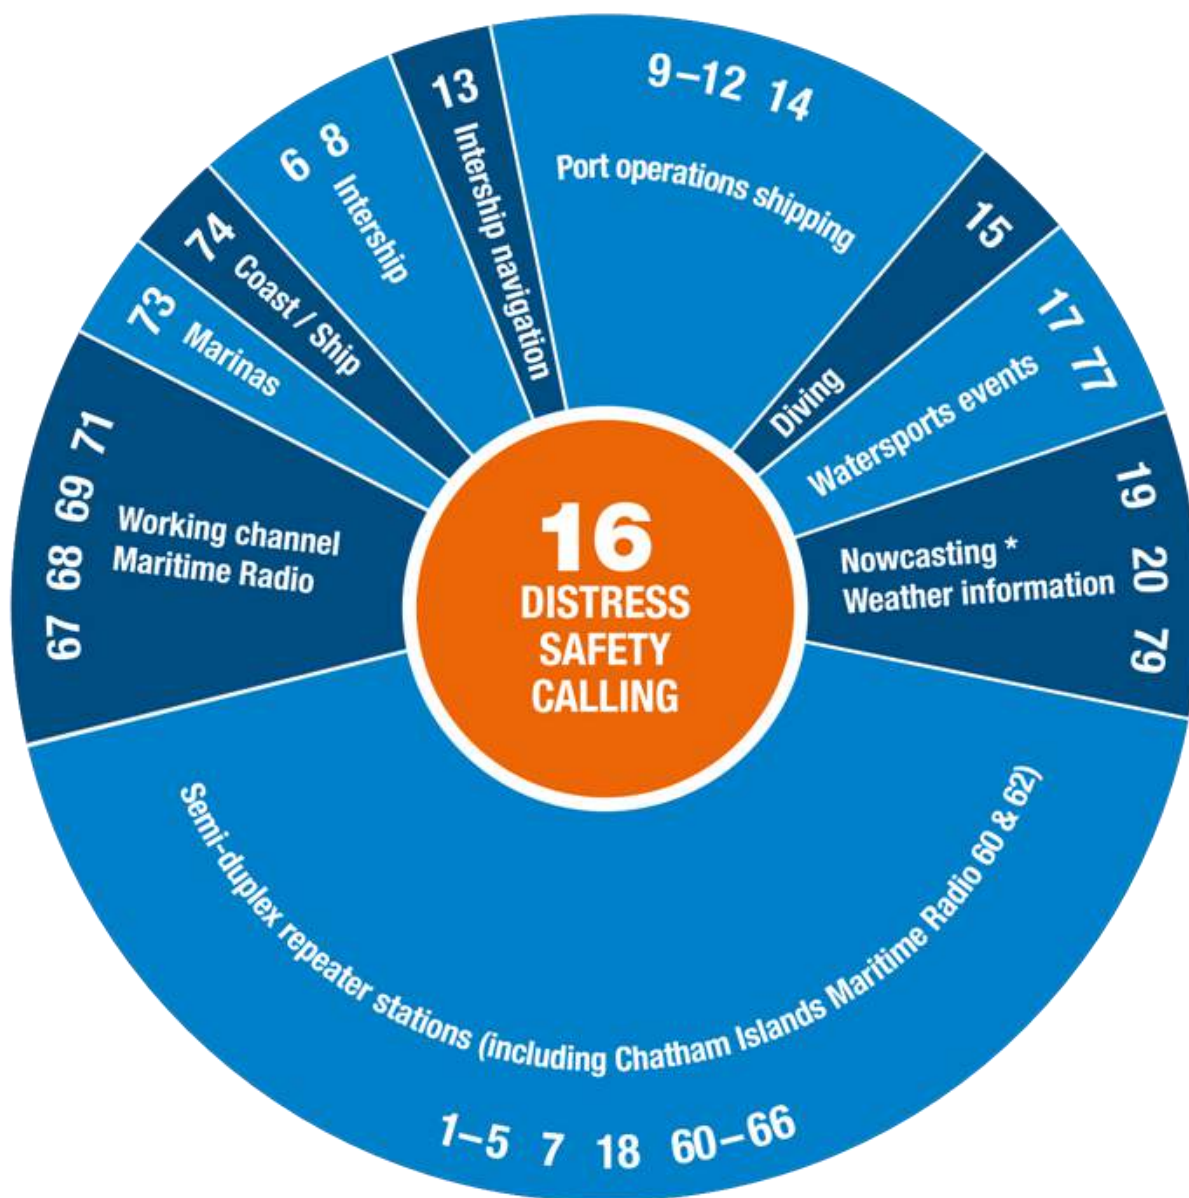 16
DISTRESS
SAFETY
CALLING
9–12 14
Port operations shipping
15
Diving
17 77
Watersports events
19 20 79
Nowcasting *
Weather information
Semi-duplex repeater stations (including Chatham Islands Maritime Radio 60 & 62)
1–5 7 18 60–66
67 68 69 71
Working channel
Maritime Radio
73 Marinas
74 Coast / Ship
6 8
Intership
13 Intership navigation